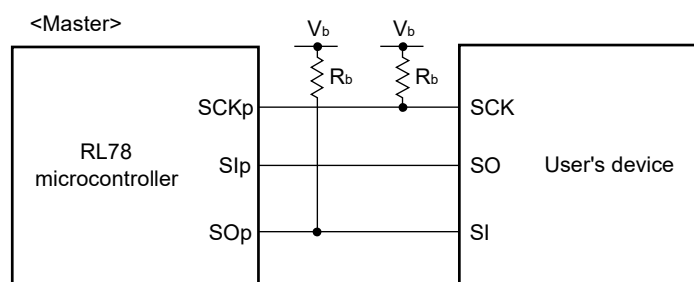 <Master>
Vb Vb
Rb Rb
SCKp SCK
RL78
microcontroller
SIp SO
User's device
SOp SI